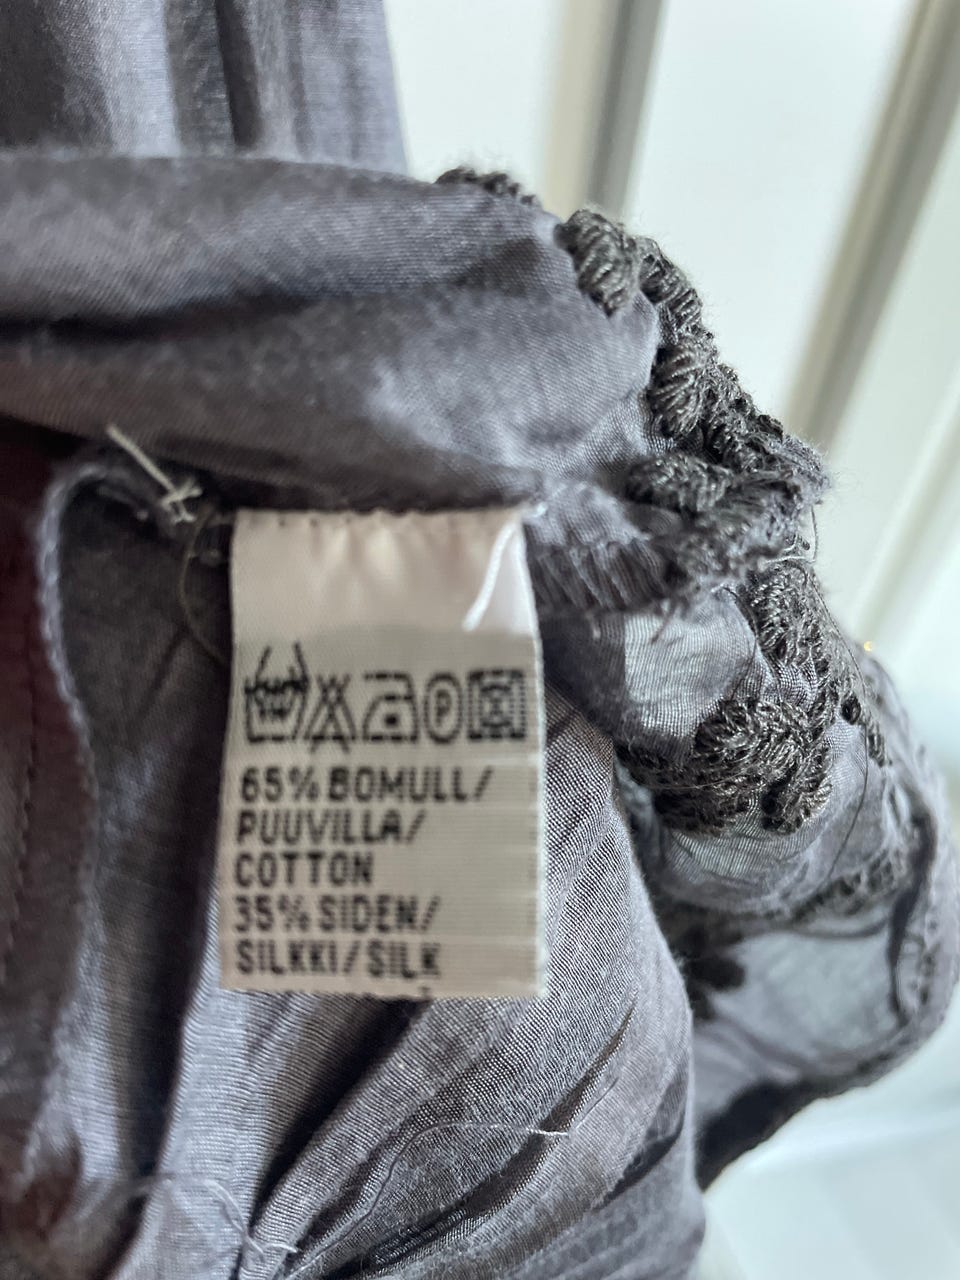 P
65% BOMULL/
PUUVILLA/
COTTON
35% SIDEN/
SILKKI/SILK